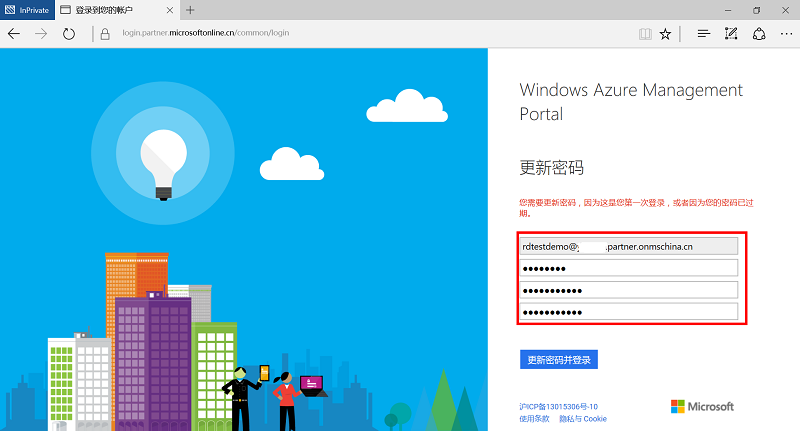 InPrivate
登录到您的帐户
login.partner.microsoftonline.cn/common/login
Windows Azure Management
Portal
更新密码
您需要更新密码，因为这是您第一次登录，或者因为您的密码已过
期。
rdtestdemo@ .partner.onmschina.cn
●●●●●●●●
●●●●●●●●●●●
●●●●●●●●●●●
更新密码并登录
沪ICP备13015306号-10
使用条款 隐私与 Cookie
Microsoft